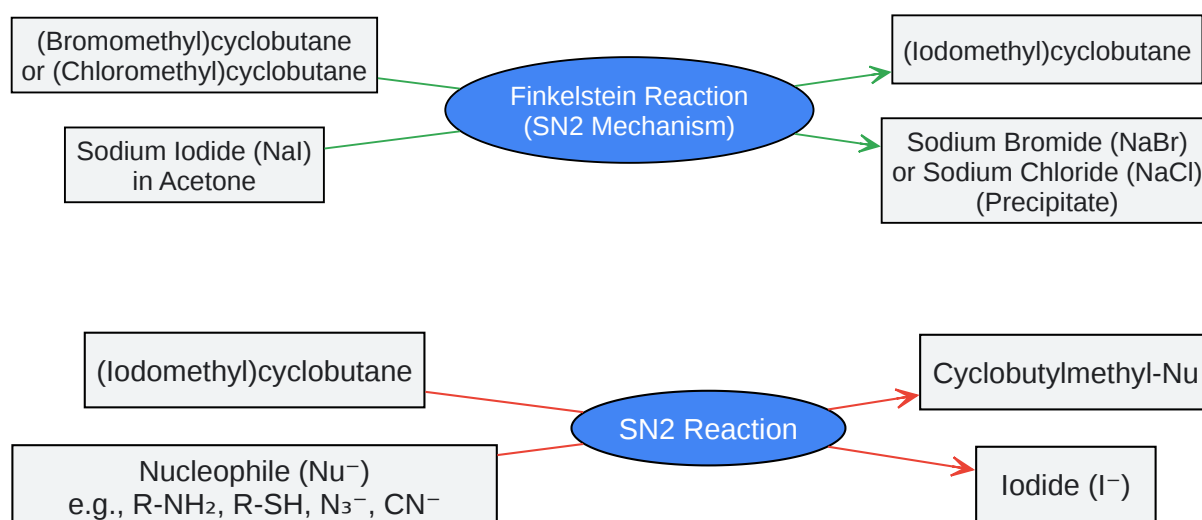 (Bromomethyl)cyclobutane
or (Chloromethyl)cyclobutane
Sodium Iodide (NaI)
in Acetone
Finkelstein Reaction
(SN2 Mechanism)
(Iodomethyl)cyclobutane
Sodium Bromide (NaBr)
or Sodium Chloride (NaCl)
(Precipitate)
(Iodomethyl)cyclobutane
Nucleophile (Nu⁻)
e.g., R-NH₂, R-SH, N₃⁻, CN⁻
SN2 Reaction
Cyclobutylmethyl-Nu
Iodide (I⁻)